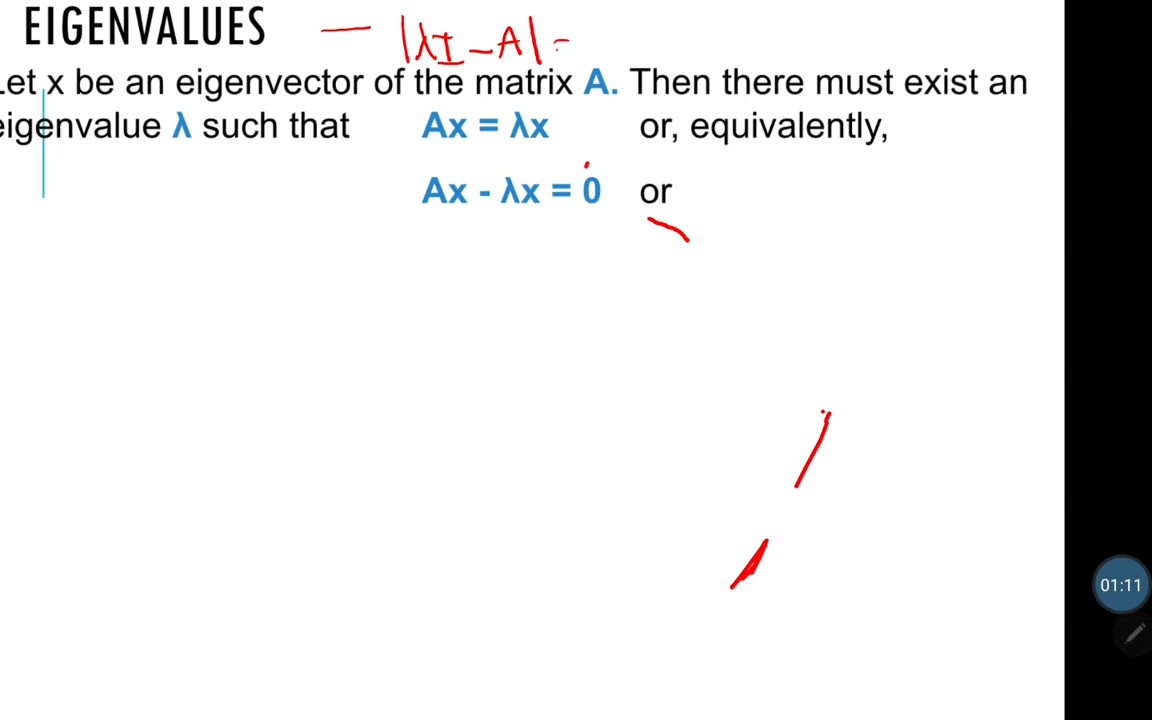 EIGENVALUES — |λI - A| =
Let x be an eigenvector of the matrix A. Then there must exist an
eigenvalue λ such that Ax = λx or, equivalently,
Ax - λx = 0 or
01:11